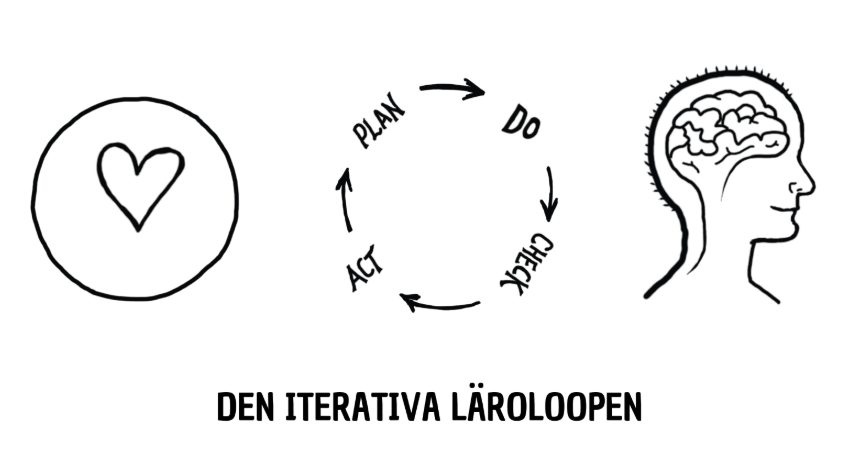 PLAN
DO
CHECK
ACT
DEN ITERATIVA LÄROLOOPEN